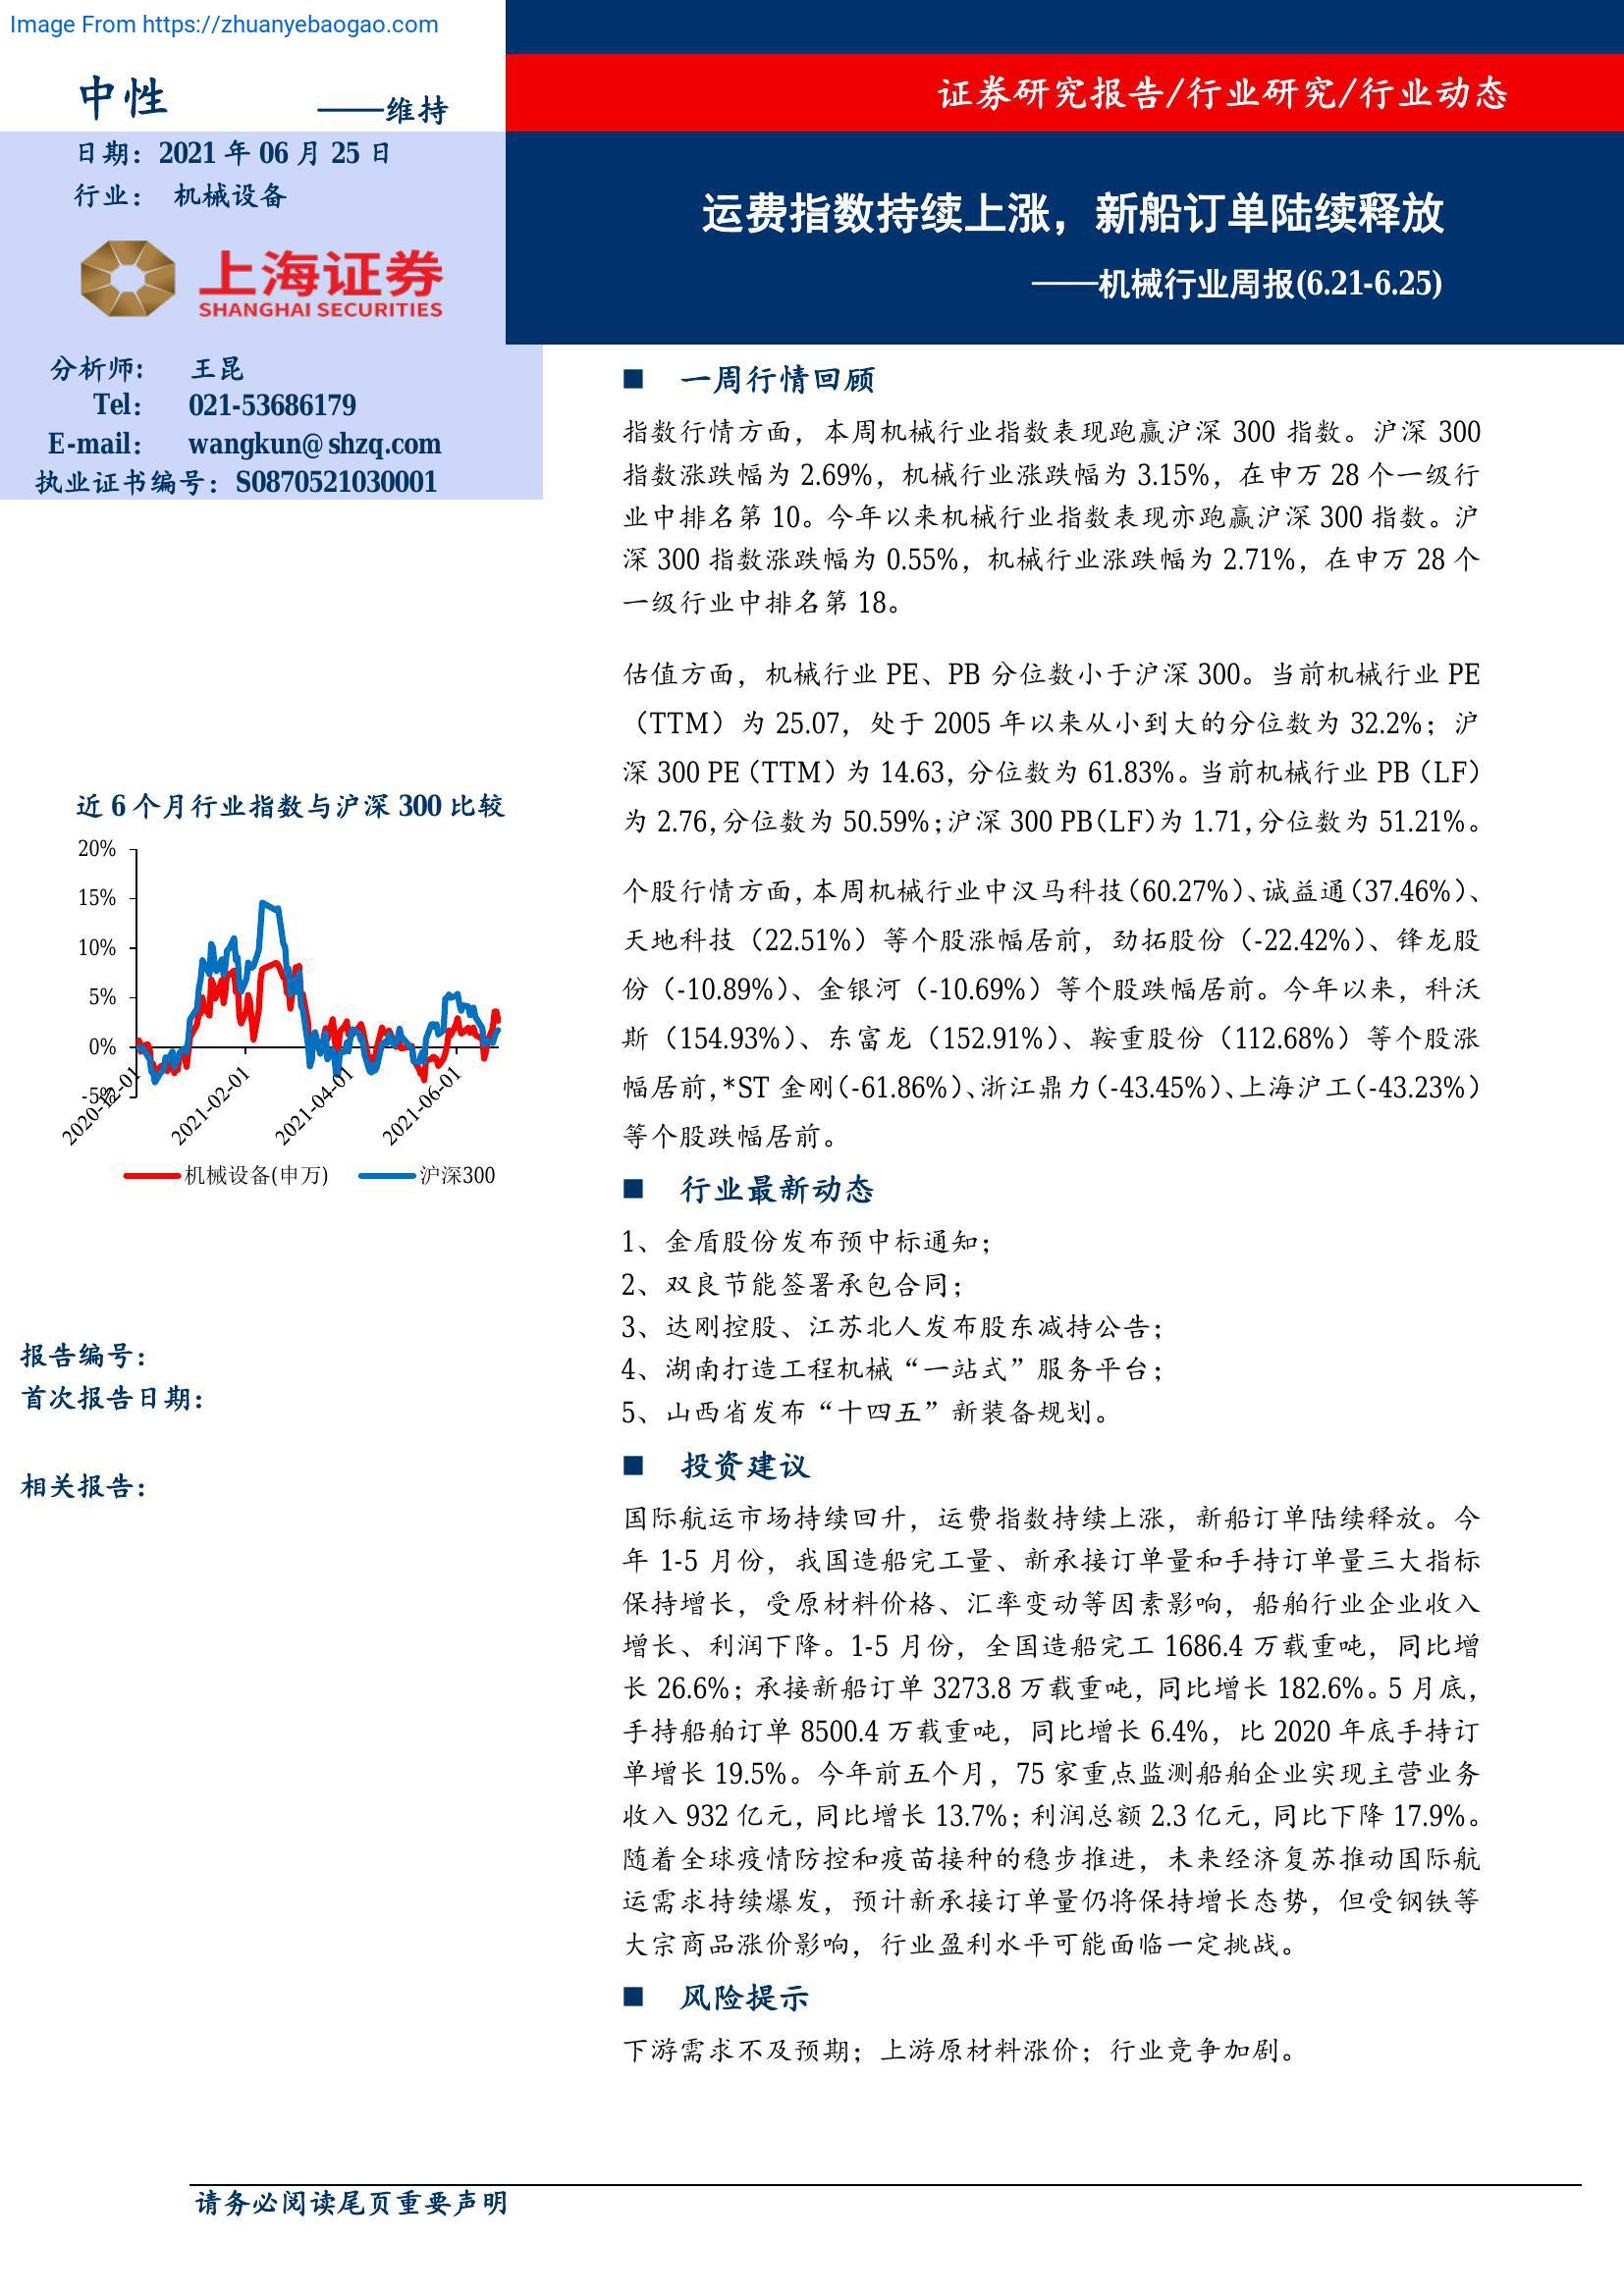 Image From https://zhuanyebaogao.com
中性 ——维持
证券研究报告/行业研究/行业动态
日期：2021 年 06 月 25 日
行业： 机械设备
上海证券
SHANGHAI SECURITIES
运费指数持续上涨，新船订单陆续释放
——机械行业周报(6.21-6.25)
分析师: 王昆
Tel： 021-53686179
E-mail： wangkun@shzq.com
执业证书编号：S0870521030001
近 6 个月行业指数与沪深 300 比较
20%
15%
10%
5%
0%
-5%
2020-12-01
2021-02-01
2021-04-01
2021-06-01
机械设备(申万) 沪深300
报告编号：
首次报告日期：
相关报告：
■ 一周行情回顾
指数行情方面，本周机械行业指数表现跑赢沪深 300 指数。沪深 300
指数涨跌幅为 2.69%，机械行业涨跌幅为 3.15%，在申万 28 个一级行
业中排名第 10。今年以来机械行业指数表现亦跑赢沪深 300 指数。沪
深 300 指数涨跌幅为 0.55%，机械行业涨跌幅为 2.71%，在申万 28 个
一级行业中排名第 18。
估值方面，机械行业 PE、PB 分位数小于沪深 300。当前机械行业 PE
（TTM）为 25.07，处于 2005 年以来从小到大的分位数为 32.2%；沪
深 300 PE（TTM）为 14.63，分位数为 61.83%。当前机械行业 PB（LF）
为 2.76，分位数为 50.59%；沪深 300 PB（LF）为 1.71，分位数为 51.21%。
个股行情方面，本周机械行业中汉马科技（60.27%）、诚益通（37.46%）、
天地科技（22.51%）等个股涨幅居前，劲拓股份（-22.42%）、锋龙股
份（-10.89%）、金银河（-10.69%）等个股跌幅居前。今年以来，科沃
斯（154.93%）、东富龙（152.91%）、鞍重股份（112.68%）等个股涨
幅居前，*ST 金刚（-61.86%）、浙江鼎力（-43.45%）、上海沪工（-43.23%）
等个股跌幅居前。
■ 行业最新动态
1、金盾股份发布预中标通知；
2、双良节能签署承包合同；
3、达刚控股、江苏北人发布股东减持公告；
4、湖南打造工程机械“一站式”服务平台；
5、山西省发布“十四五”新装备规划。
■ 投资建议
国际航运市场持续回升，运费指数持续上涨，新船订单陆续释放。今
年 1-5 月份，我国造船完工量、新承接订单量和手持订单量三大指标
保持增长，受原材料价格、汇率变动等因素影响，船舶行业企业收入
增长、利润下降。1-5 月份，全国造船完工 1686.4 万载重吨，同比增
长 26.6%；承接新船订单 3273.8 万载重吨，同比增长 182.6%。5 月底，
手持船舶订单 8500.4 万载重吨，同比增长 6.4%，比 2020 年底手持订
单增长 19.5%。今年前五个月，75 家重点监测船舶企业实现主营业务
收入 932 亿元，同比增长 13.7%；利润总额 2.3 亿元，同比下降 17.9%。
随着全球疫情防控和疫苗接种的稳步推进，未来经济复苏推动国际航
运需求持续爆发，预计新承接订单量仍将保持增长态势，但受钢铁等
大宗商品涨价影响，行业盈利水平可能面临一定挑战。
■ 风险提示
下游需求不及预期；上游原材料涨价；行业竞争加剧。
请务必阅读尾页重要声明